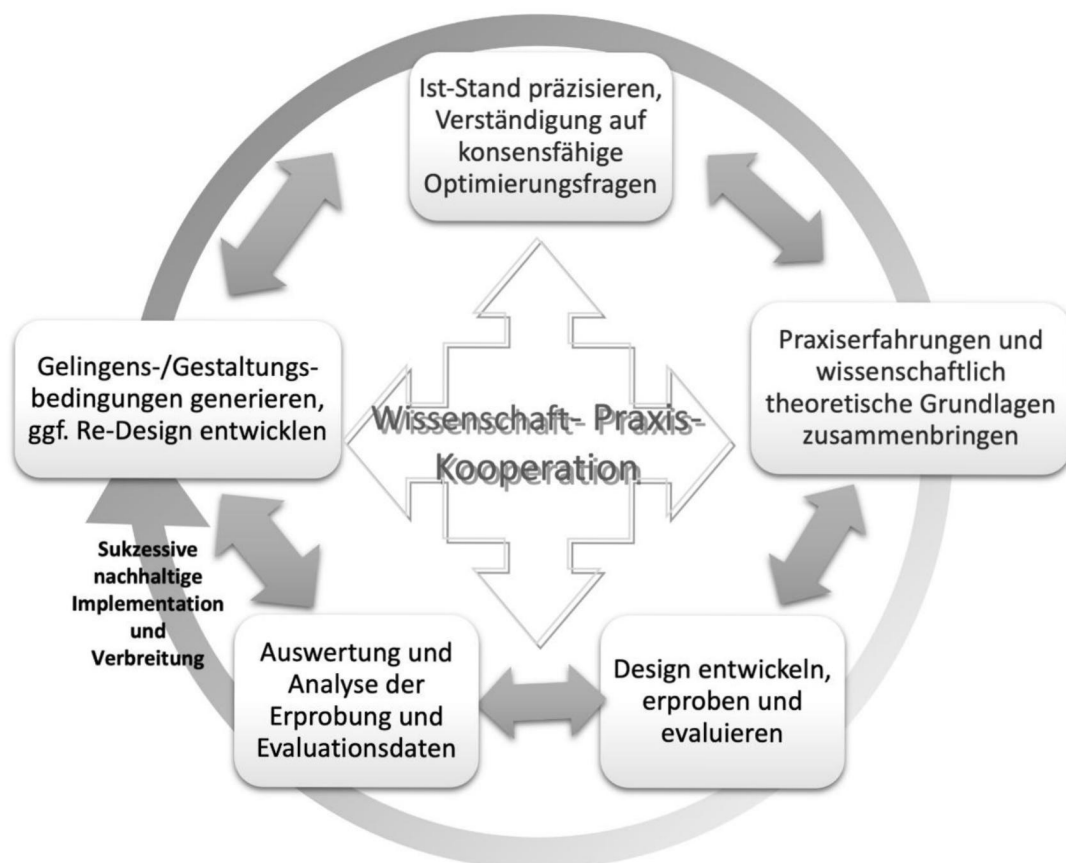 Ist-Stand präzisieren,
Verständigung auf
konsensfähige
Optimierungsfragen
Praxiserfahrungen und
wissenschaftlich
theoretische Grundlagen
zusammenbringen
Design entwickeln,
erproben und
evaluieren
Auswertung und
Analyse der
Erprobung und
Evaluationsdaten
Gelingens-/Gestaltungs-
bedingungen generieren,
ggf. Re-Design entwicklen
Wissenschaft- Praxis-
Kooperation
Sukzessive
nachhaltige
Implementation
und
Verbreitung